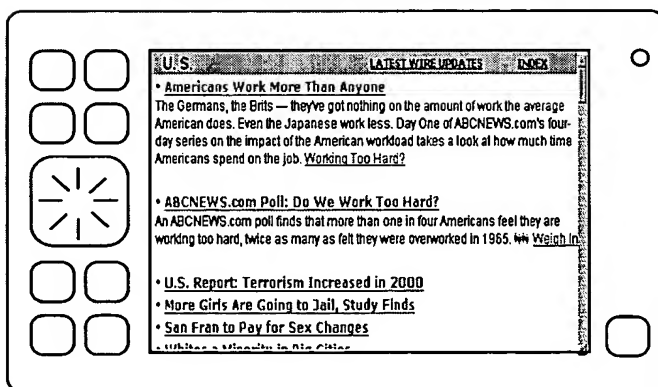 U.S. LATEST WIRE UPDATES INDEX
• Americans Work More Than Anyone
The Germans, the Brits — they've got nothing on the amount of work the average
American does. Even the Japanese work less. Day One of ABCNEWS.com's four-
day series on the impact of the American workload takes a look at how much time
Americans spend on the job. Working Too Hard?
• ABCNEWS.com Poll: Do We Work Too Hard?
An ABCNEWS.com poll finds that more than one in four Americans feel they are
working too hard, twice as many as felt they were overworked in 1965. Weigh In
• U.S. Report: Terrorism Increased in 2000
• More Girls Are Going to Jail, Study Finds
• San Fran to Pay for Sex Changes
• Whites a Minority in Big Cities